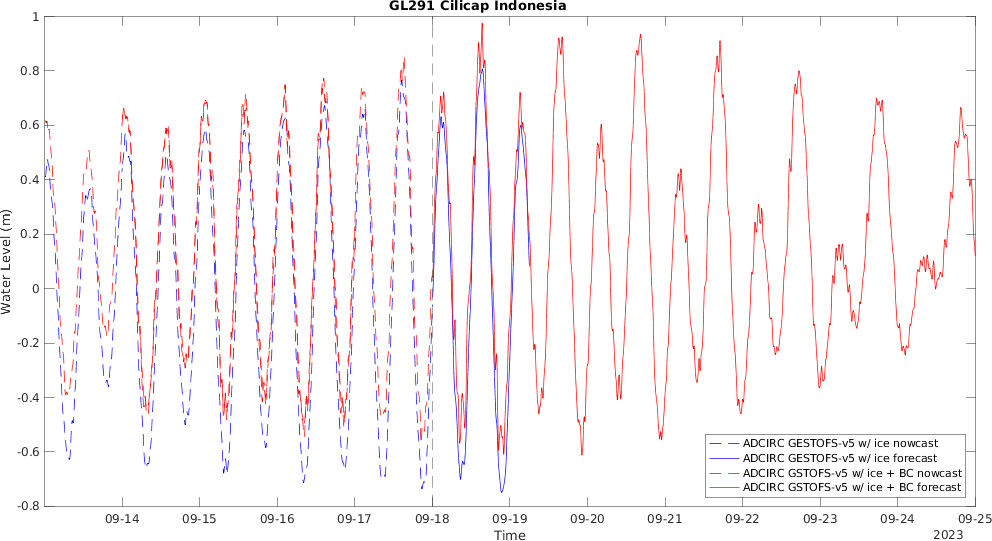 GL291 Cilicap Indonesia
1
0.8
0.6
0.4
0.2
0
-0.2
-0.4
-0.6
-0.8
Water Level (m)
ADCIRC GESTOFS-v5 w/ ice nowcast
ADCIRC GESTOFS-v5 w/ ice forecast
ADCIRC GSTOFS-v5 w/ ice + BC nowcast
ADCIRC GSTOFS-v5 w/ ice + BC forecast
09-14 09-15 09-16 09-17 09-18 09-19 09-20 09-21 09-22 09-23 09-24 09-25
Time
2023